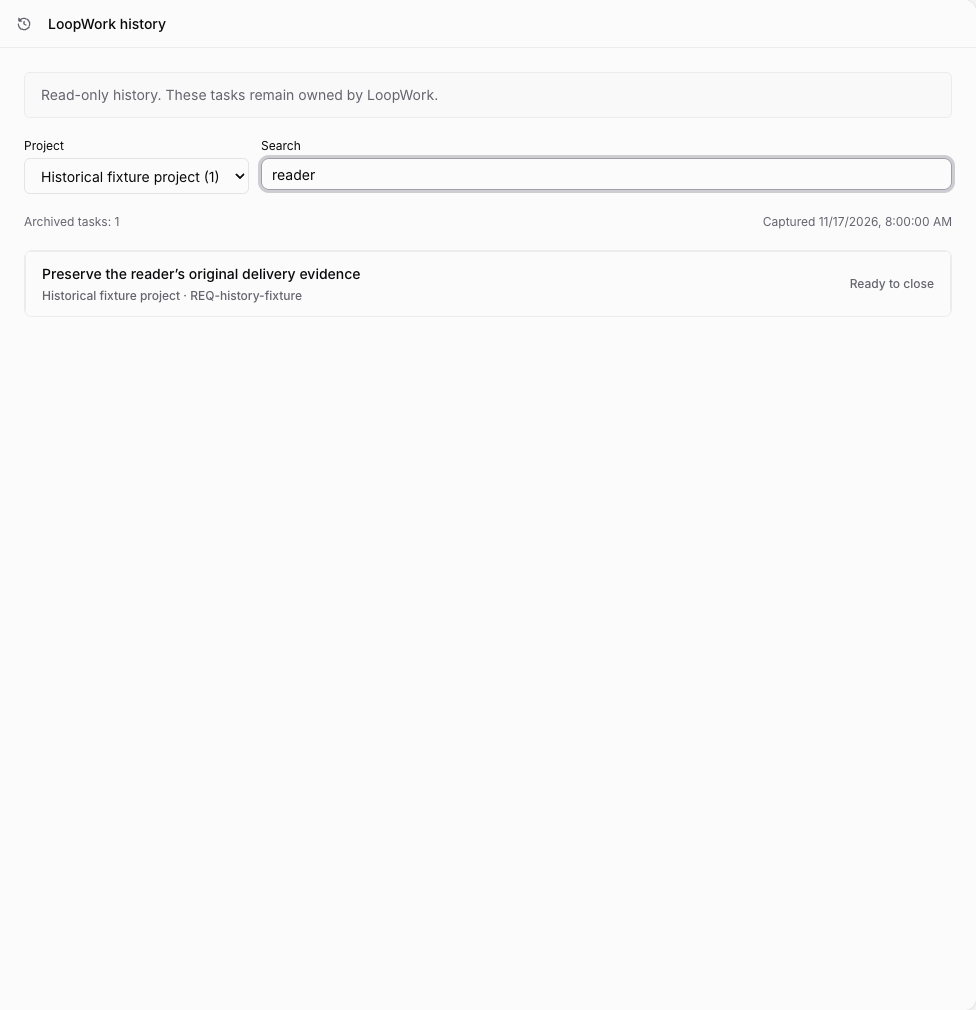 LoopWork history
Read-only history. These tasks remain owned by LoopWork.
Project
Search
Historical fixture project (1)
reader
Archived tasks: 1
Captured 11/17/2026, 8:00:00 AM
Preserve the reader’s original delivery evidence
Historical fixture project · REQ-history-fixture
Ready to close